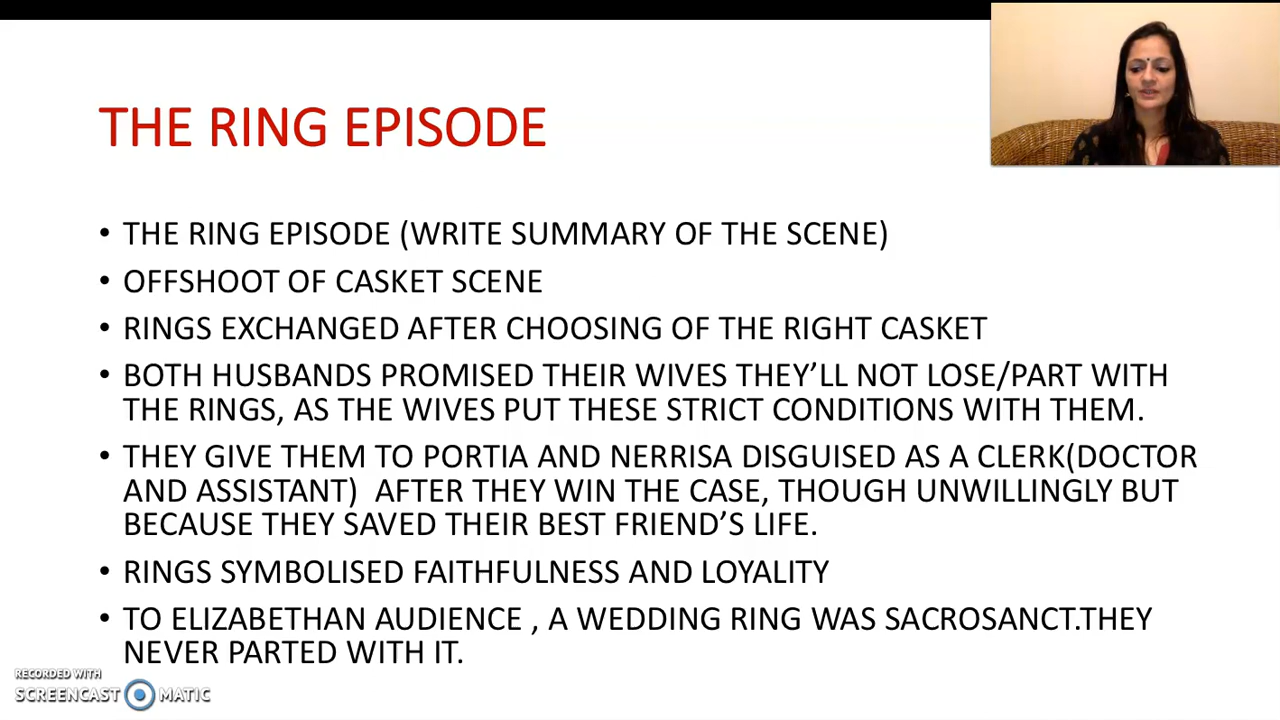 THE RING EPISODE
• THE RING EPISODE (WRITE SUMMARY OF THE SCENE)
• OFFSHOOT OF CASKET SCENE
• RINGS EXCHANGED AFTER CHOOSING OF THE RIGHT CASKET
• BOTH HUSBANDS PROMISED THEIR WIVES THEY'LL NOT LOSE/PART WITH
THE RINGS, AS THE WIVES PUT THESE STRICT CONDITIONS WITH THEM.
• THEY GIVE THEM TO PORTIA AND NERRISA DISGUISED AS A CLERK(DOCTOR
AND ASSISTANT) AFTER THEY WIN THE CASE, THOUGH UNWILLINGLY BUT
BECAUSE THEY SAVED THEIR BEST FRIEND'S LIFE.
• RINGS SYMBOLISED FAITHFULNESS AND LOYALITY
• TO ELIZABETHAN AUDIENCE , A WEDDING RING WAS SACROSANCT.THEY
NEVER PARTED WITH IT.
RECORDED WITH
SCREENCAST MATIC